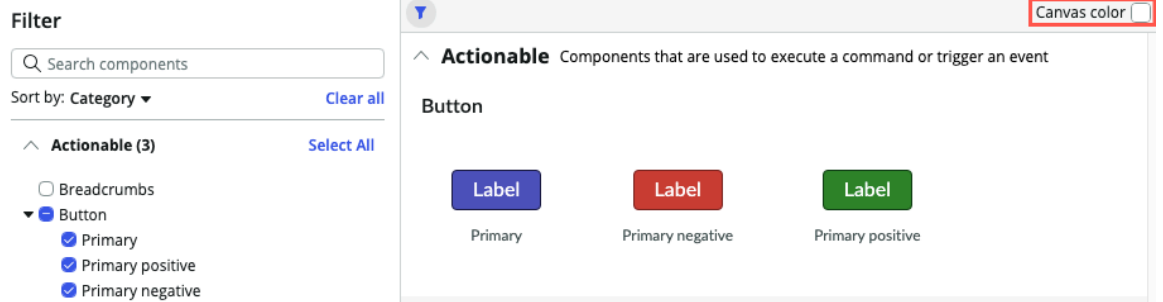 Filter
Search components
Sort by: Category
Clear all
Actionable (3)
Select All
Breadcrumbs
Button
Primary
Primary positive
Primary negative
Canvas color
Actionable Components that are used to execute a command or trigger an event
Button
Label Label Label
Primary Primary negative Primary positive